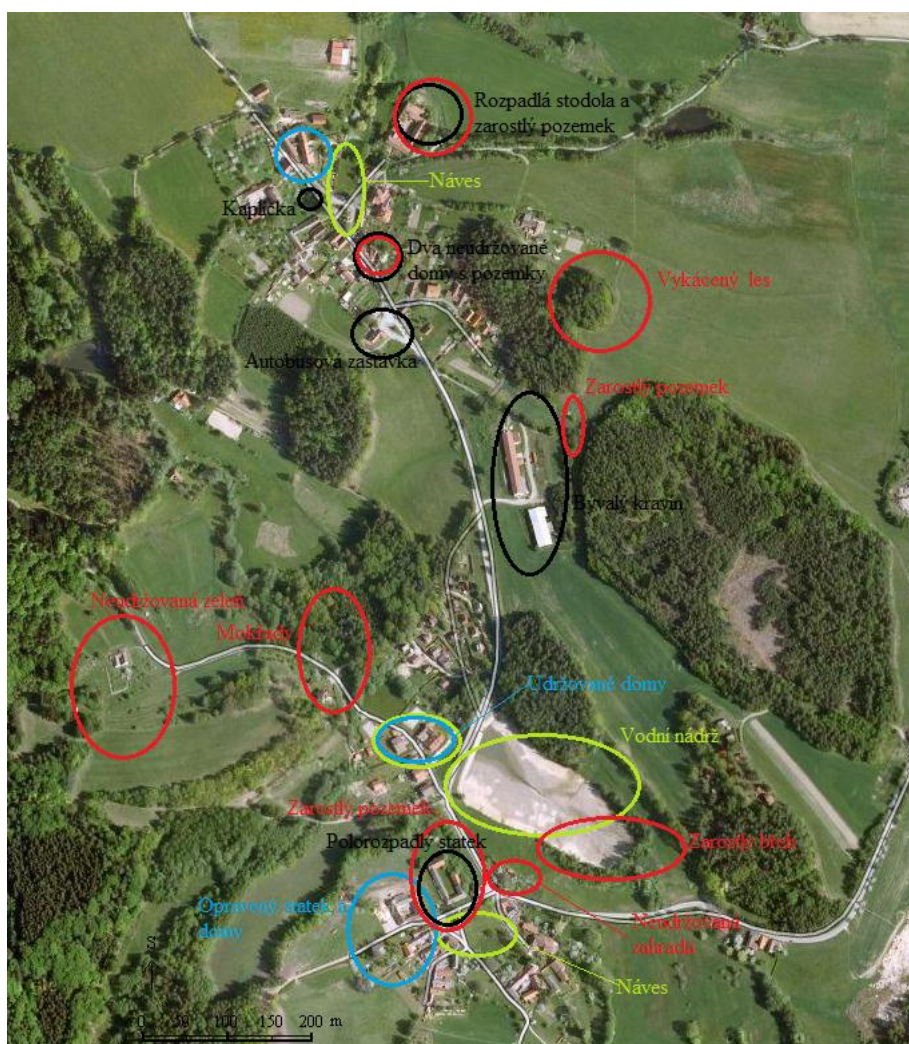 Rozpadlá stodola a
zarostlý pozemek
Náves
Kaplička
Dva neudržované
domy s pozemky
Vykácený les
Autobusová zastávka
Zarostlý pozemek
Bývalý kravín
Neudržovaná zeleň
Mokřady
Udržované domy
Vodní nádrž
Zarostlý pozemek
Polorozpadlý statek
Zarostlý břeh
Opravený statek a
domy
Neudržovaná
zahrada
Náves
S
0 50 100 150 200 m